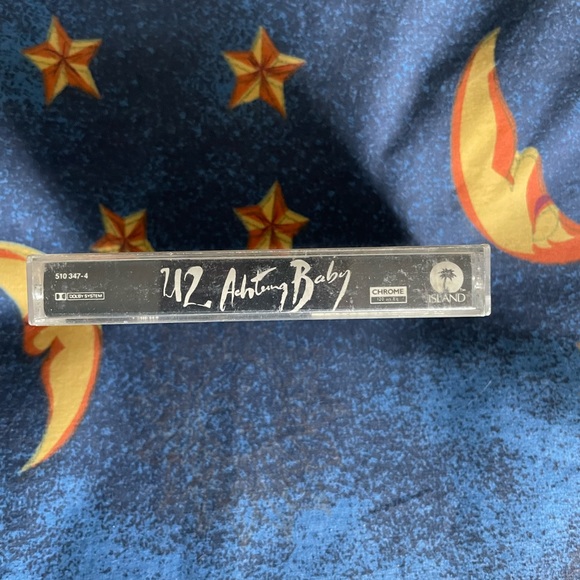 510 347-4
DOLBY SYSTEM
U2 Achtung Baby
CHROME
ISLAND